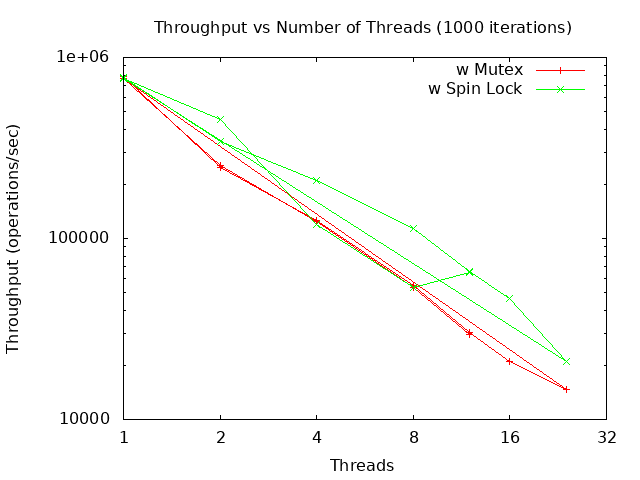 Throughput vs Number of Threads (1000 iterations)
1e+06
w Mutex
w Spin Lock
Throughput (operations/sec)
100000
10000
1 2 4 8 16 32
Threads